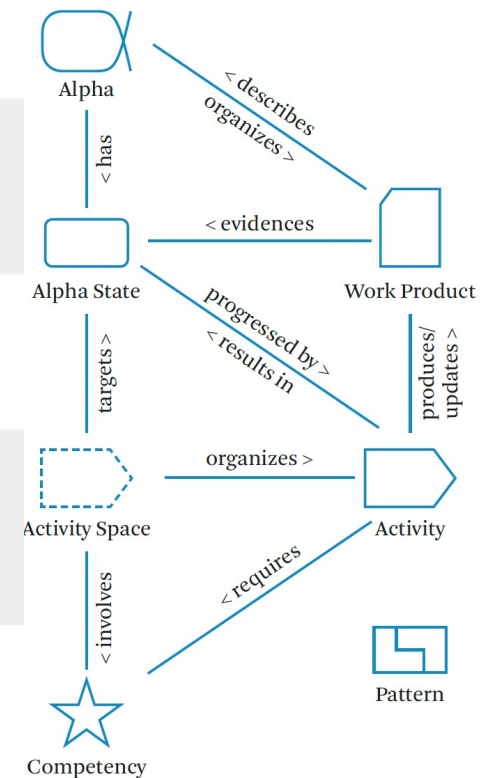 Alpha
< describes
organizes >
< has
< evidences
Alpha State
Work Product
progressed by >
< results in
targets >
produces/
updates >
organizes >
Activity Space
Activity
< requires
< involves
Pattern
Competency